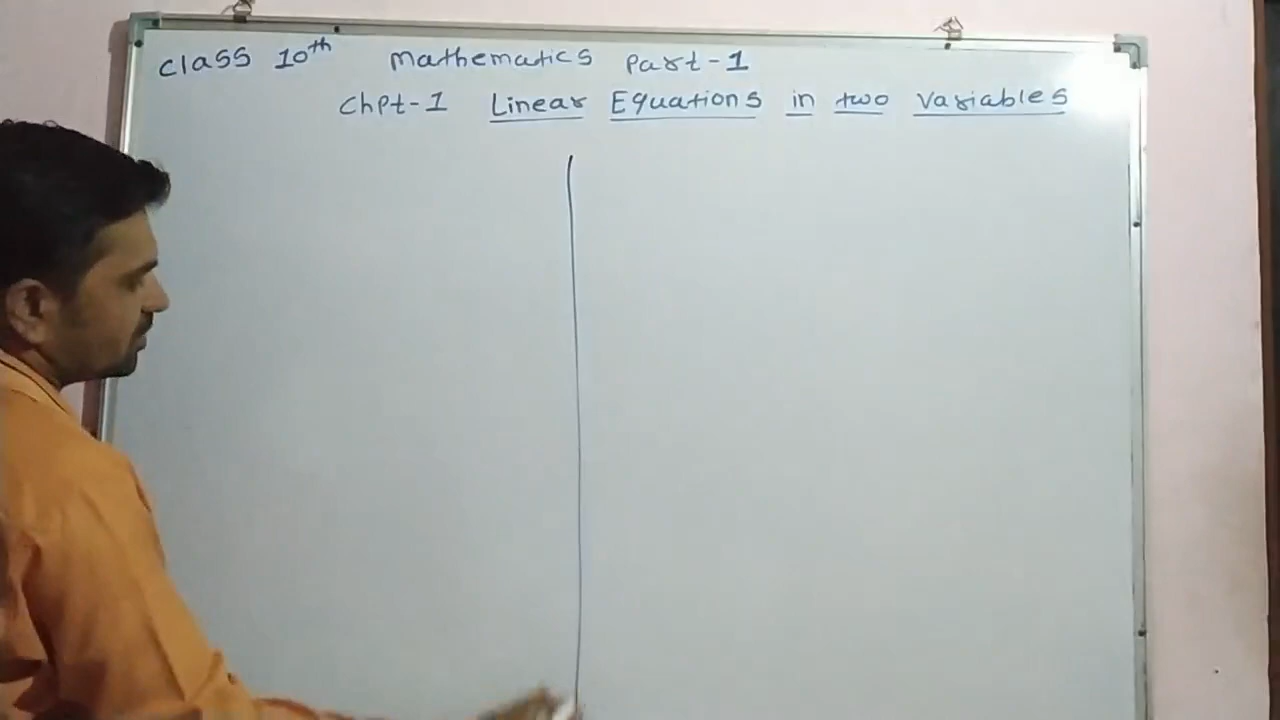 Class 10th Mathematics Part-1
Chpt-1 Linear Equations in two Variables